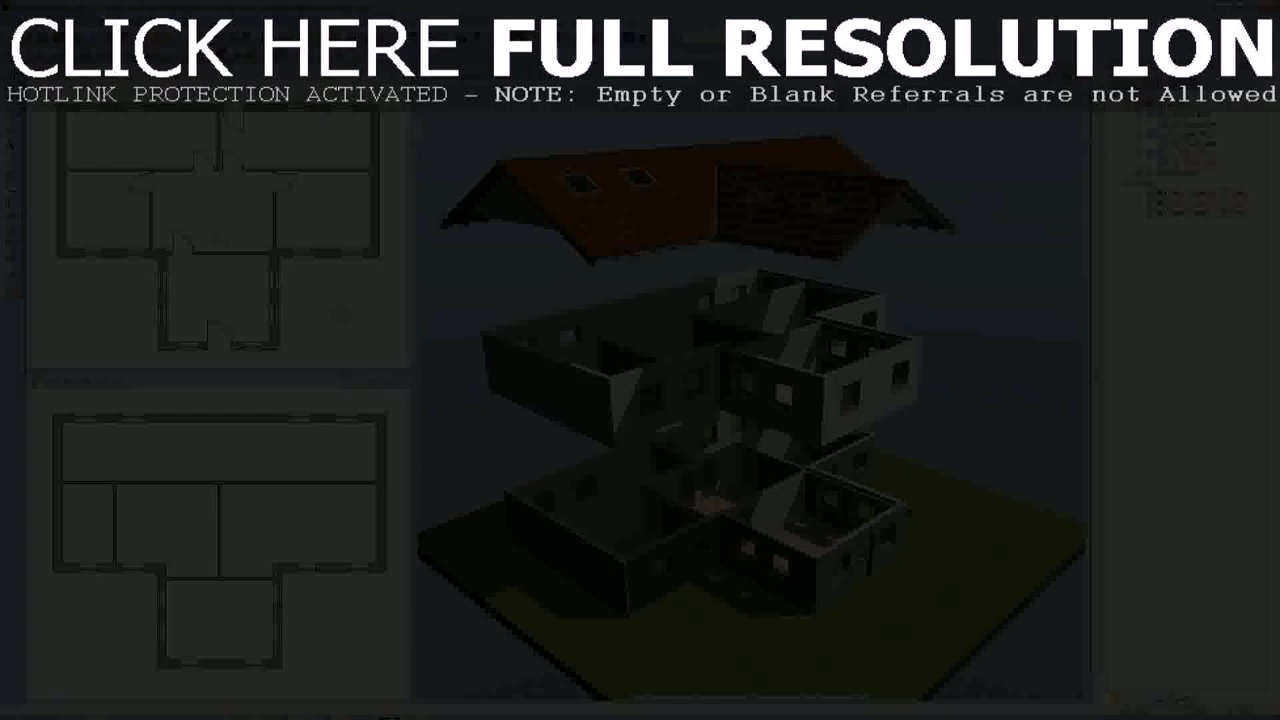 CLICK HERE FULL RESOLUTION
HOTLINK PROTECTION ACTIVATED – NOTE: Empty or Blank Referrals are not Allowed